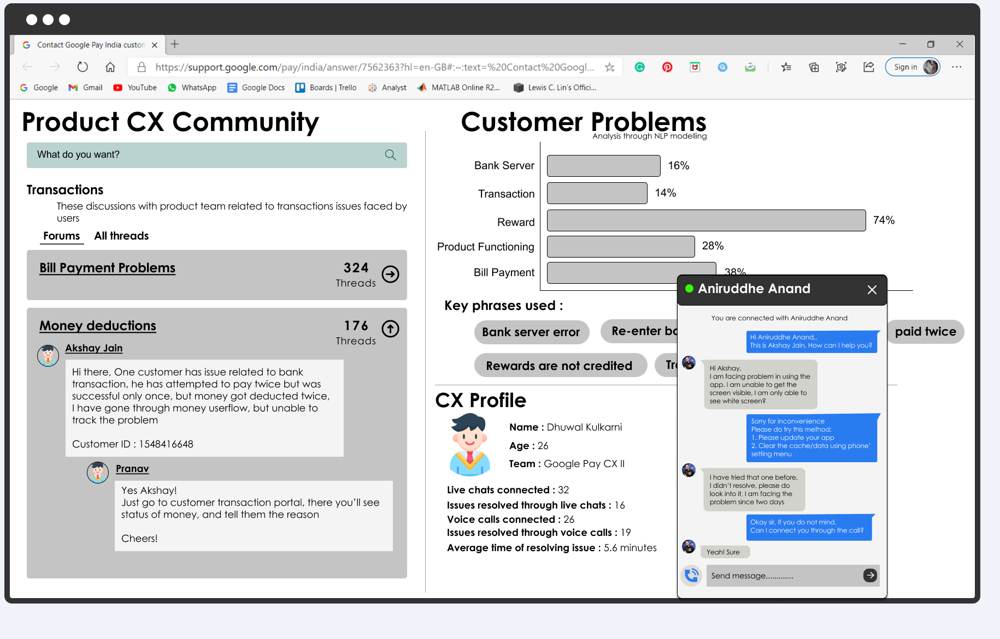 Contact Google Pay India custom
https://support.google.com/pay/india/answer/7562363?hl=en-GB#:~:text=%20Contact%20Googl...
Sign in
Google
Gmail
YouTube
WhatsApp
Google Docs
Boards | Trello
Analyst
MATLAB Online R2...
Lewis C. Lin's Offici...
Product CX Community
What do you want?
Transactions
These discussions with product team related to transactions issues faced by
users
Forums
All threads
Bill Payment Problems
324
Threads
Money deductions
176
Threads
Akshay Jain
Hi there, One customer has issue related to bank
transaction, he has attempted to pay twice but was
successful only once, but money got deducted twice,
I have gone through money userflow, but unable to
track the problem
Customer ID : 1548416648
Pranav
Yes Akshay!
Just go to customer transaction portal, there you'll see
status of money, and tell them the reason
Cheers!
Customer Problems
Analysis through NLP modelling
Bank Server
16%
Transaction
14%
Reward
74%
Product Functioning
28%
Bill Payment
38%
Key phrases used :
Bank server error
Re-enter
paid twice
Rewards are not credited
CX Profile
Name : Dhuwal Kulkarni
Age : 26
Team : Google Pay CX II
Live chats connected : 32
Issues resolved through live chats : 16
Voice calls connected : 26
Issues resolved through voice calls : 19
Average time of resolving issue : 5.6 minutes
Aniruddhe Anand
You are connected with Aniruddhe Anand
Hi Aniruddhe Anand,,
This is Akshay Jain, How can I help you?
Hi Akshay,
I am facing problem in using the
app. I am unable to get the
screen visible, I am only able to
see white screen?
Sorry for inconvenience
Please do try this method:
1. Please update your app
2. Clear the cache/data using phone'
setting menu
I have tried that one before,
I didn't resolve, please do
look into it, I am facing the
problem since two days
Okay sir, If you do not mind,
Can I connect you through the call?
Yeah! Sure
Send message.............